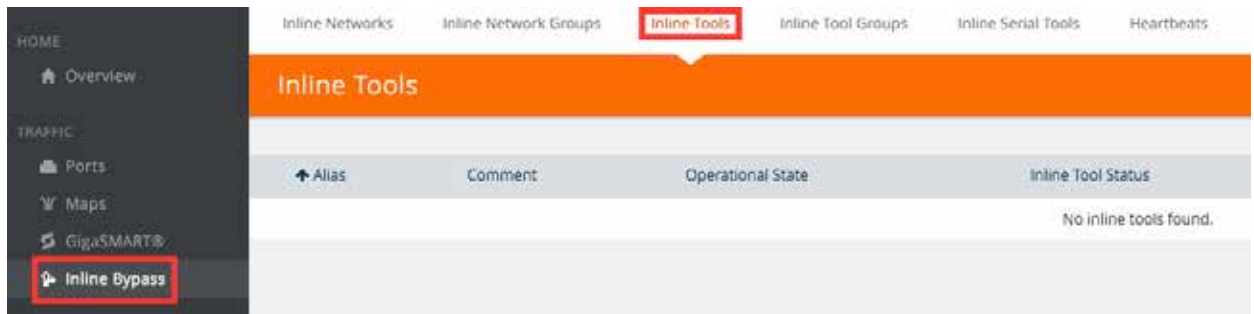 Inline Networks Inline Network Groups Inline Tools Inline Tool Groups Inline Serial Tools Heartbeats
HOME
Overview
Inline Tools
TRAFFIC
Ports
Alias Comment Operational State Inline Tool Status
Maps
No inline tools found.
GigaSMART®
Inline Bypass